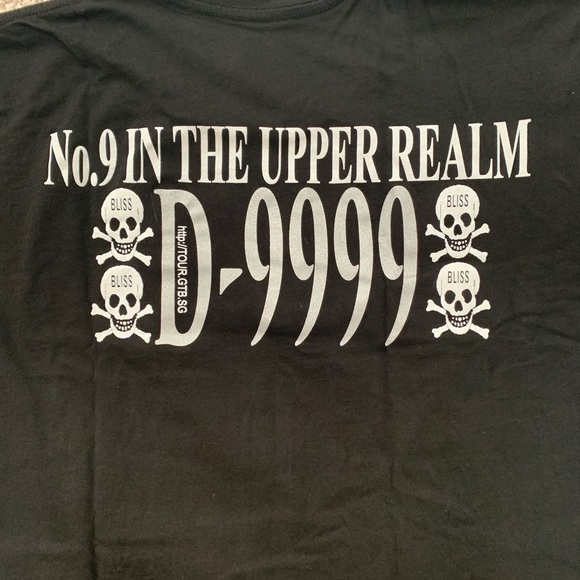 No.9 IN THE UPPER REALM
BLISS
BLISS
D-9999
http://TOUR.GTB.SG
BLISS
BLISS